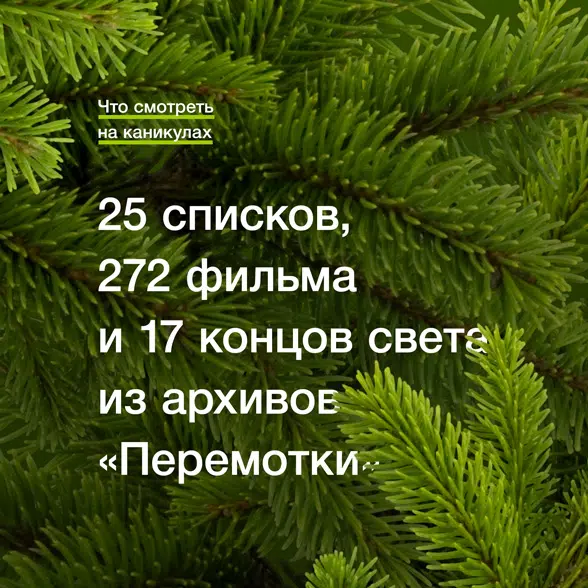 Что смотреть
на каникулах
25 списков,
272 фильма
и 17 концов света
из архивов
«Перемотки»